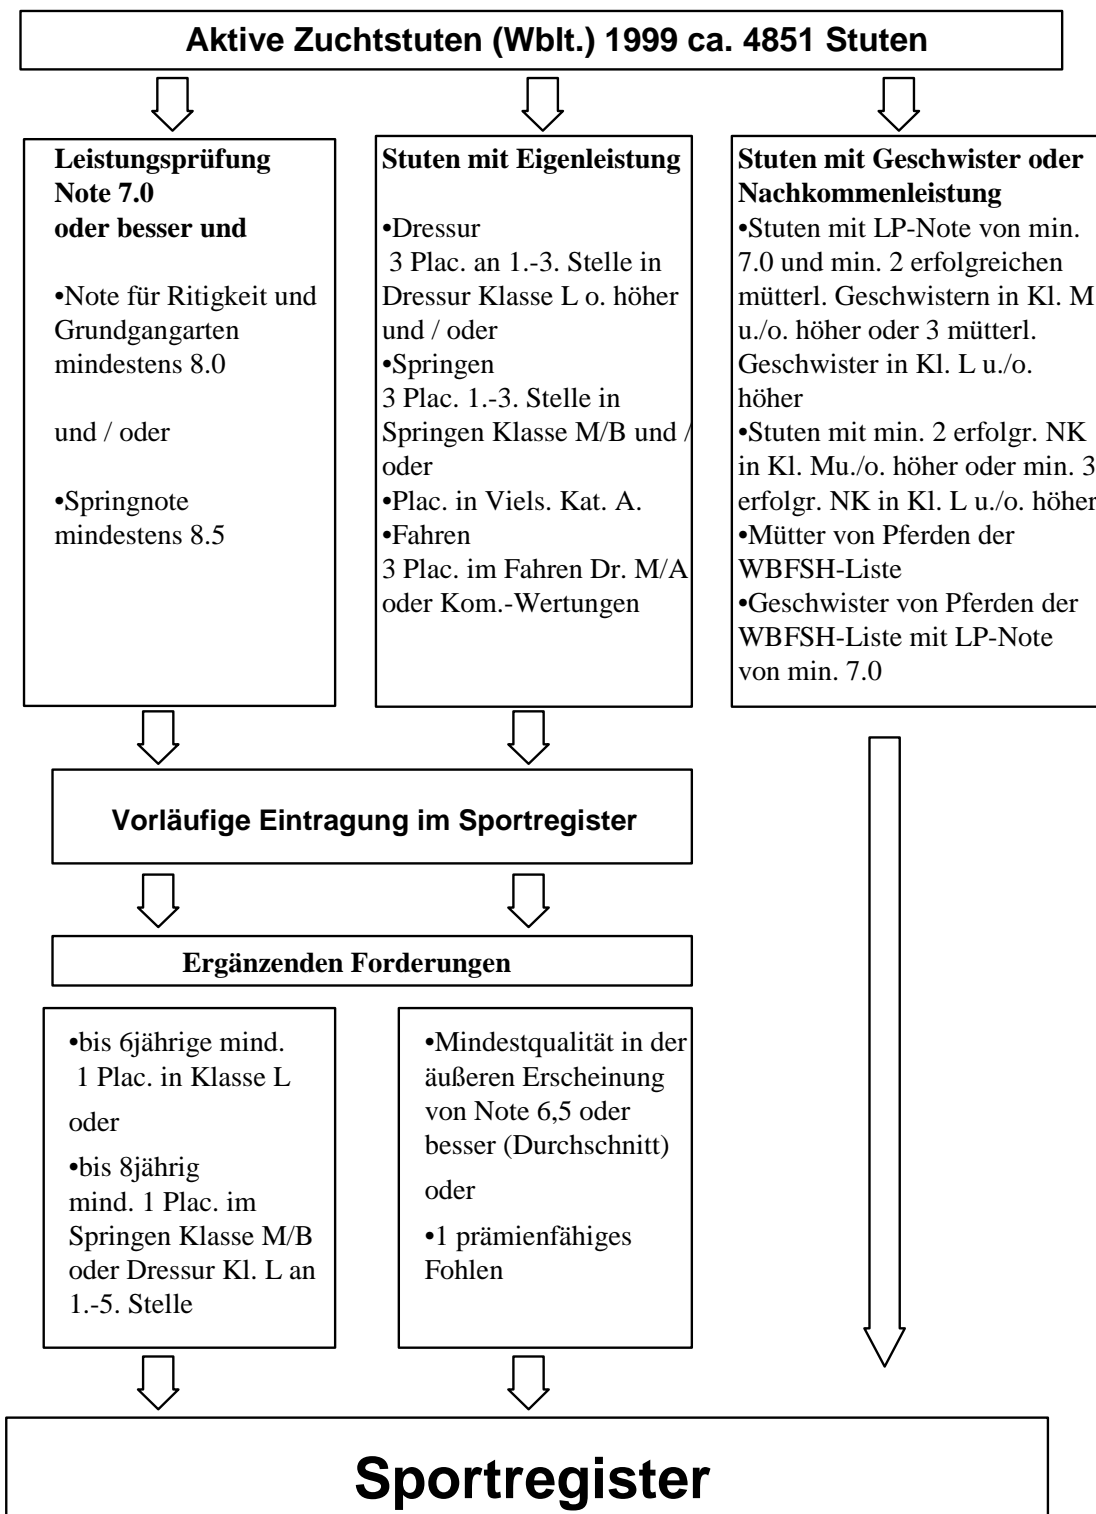 Aktive Zuchtstuten (Wblt.) 1999 ca. 4851 Stuten
Leistungsprüfung
Note 7.0
oder besser und
•Note für Ritigkeit und
Grundgangarten
mindestens 8.0
und / oder
•Springnote
mindestens 8.5
Stuten mit Eigenleistung
•Dressur
3 Plac. an 1.-3. Stelle in
Dressur Klasse L o. höher
und / oder
•Springen
3 Plac. 1.-3. Stelle in
Springen Klasse M/B und /
oder
•Plac. in Viels. Kat. A.
•Fahren
3 Plac. im Fahren Dr. M/A
oder Kom.-Wertungen
Stuten mit Geschwister oder
Nachkommenleistung
•Stuten mit LP-Note von min.
7.0 und min. 2 erfolgreichen
mütterl. Geschwistern in Kl. M
u./o. höher oder 3 mütterl.
Geschwister in Kl. L u./o.
höher
•Stuten mit min. 2 erfolgr. NK
in Kl. Mu./o. höher oder min. 3
erfolgr. NK in Kl. L u./o. höher
•Mütter von Pferden der
WBFSH-Liste
•Geschwister von Pferden der
WBFSH-Liste mit LP-Note
von min. 7.0
Vorläufige Eintragung im Sportregister
Ergänzenden Forderungen
•bis 6jährige mind.
1 Plac. in Klasse L
oder
•bis 8jährig
mind. 1 Plac. im
Springen Klasse M/B
oder Dressur Kl. L an
1.-5. Stelle
•Mindestqualität in der
äußeren Erscheinung
von Note 6,5 oder
besser (Durchschnitt)
oder
•1 prämienfähiges
Fohlen
Sportregister